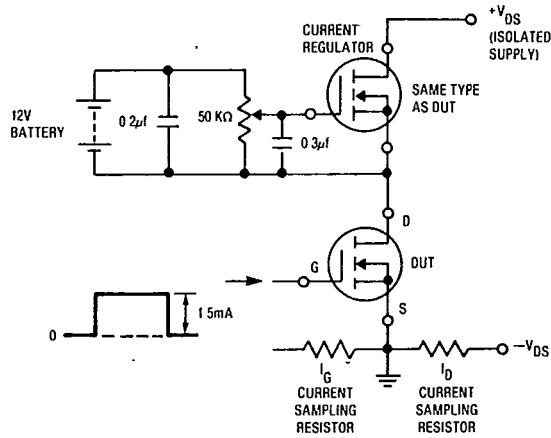 +VDS
(ISOLATED
SUPPLY)
CURRENT
REGULATOR
SAME TYPE
AS DUT
12V
BATTERY
0 2µf
50 KΩ
0 3µf
D
DUT
G
S
1 5mA
0
−VDS
IG
CURRENT
SAMPLING
RESISTOR
ID
CURRENT
SAMPLING
RESISTOR